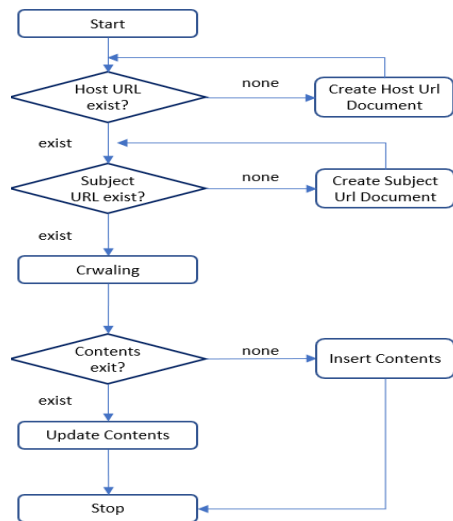 Start
Host URL
exist?
none
Create Host Url
Document
exist
Subject
URL exist?
none
Create Subject
Url Document
exist
Crwaling
Contents
exit?
none
Insert Contents
exist
Update Contents
Stop